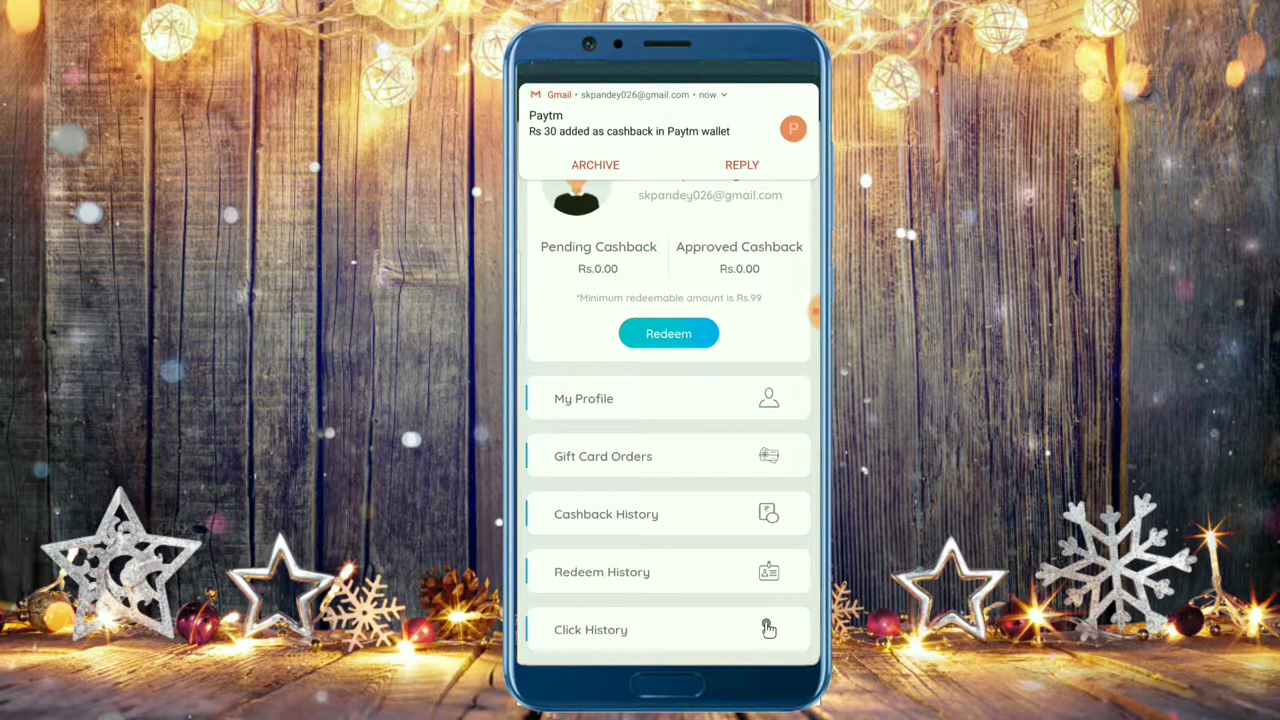 Gmail • skpandey026@gmail.com • now
Paytm
Rs 30 added as cashback in Paytm wallet
P
ARCHIVE REPLY
skpandey026@gmail.com
Pending Cashback Approved Cashback
Rs.0.00 Rs.0.00
*Minimum redeemable amount is Rs.99
Redeem
My Profile
Gift Card Orders
Cashback History
Redeem History
Click History